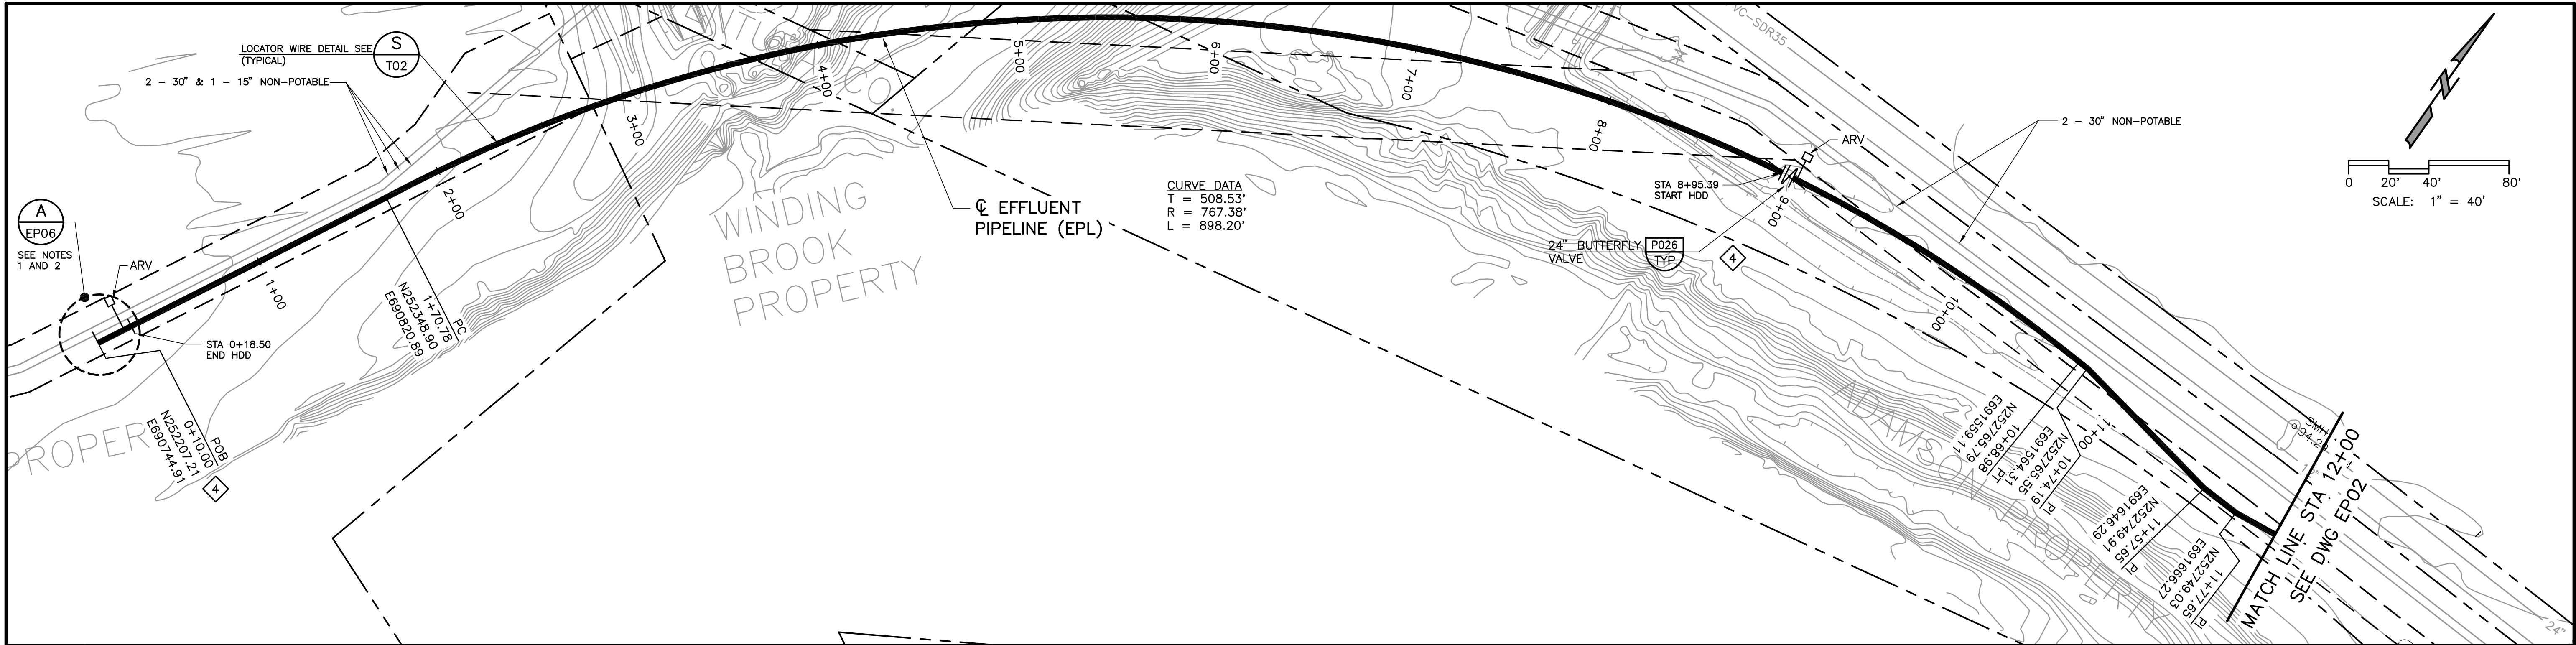 LOCATOR WIRE DETAIL SEE
(TYPICAL)
S
T02
2 - 30" & 1 - 15" NON-POTABLE
A
EP06
SEE NOTES
1 AND 2
ARV
STA 0+18.50
END HDD
1+00
2+00
3+00
4+00
5+00
6+00
7+00
8+00
9+00
10+00
11+00
PC
1+70.78
N252348.90
E690820.89
POB
0+10.00
N252207.21
E690744.91
4
WINDING
BROOK
PROPERTY
℄ EFFLUENT
PIPELINE (EPL)
CURVE DATA
T = 508.53'
R = 767.38'
L = 898.20'
STA 8+95.39
START HDD
24" BUTTERFLY
VALVE
P026
TYP
4
ARV
VC-SDR35
2 - 30" NON-POTABLE
0 20' 40' 80'
SCALE: 1" = 40'
N
ADAMSON PROPERTY
PT
10+68.98
N252765.79
E691559.11
PI
10+74.19
N252765.55
E691564.31
PI
11+57.65
N252749.91
E691646.29
PI
11+77.65
N252749.03
E691666.27
MATCH LINE STA 12+00
SEE DWG EP02
SMH
24"